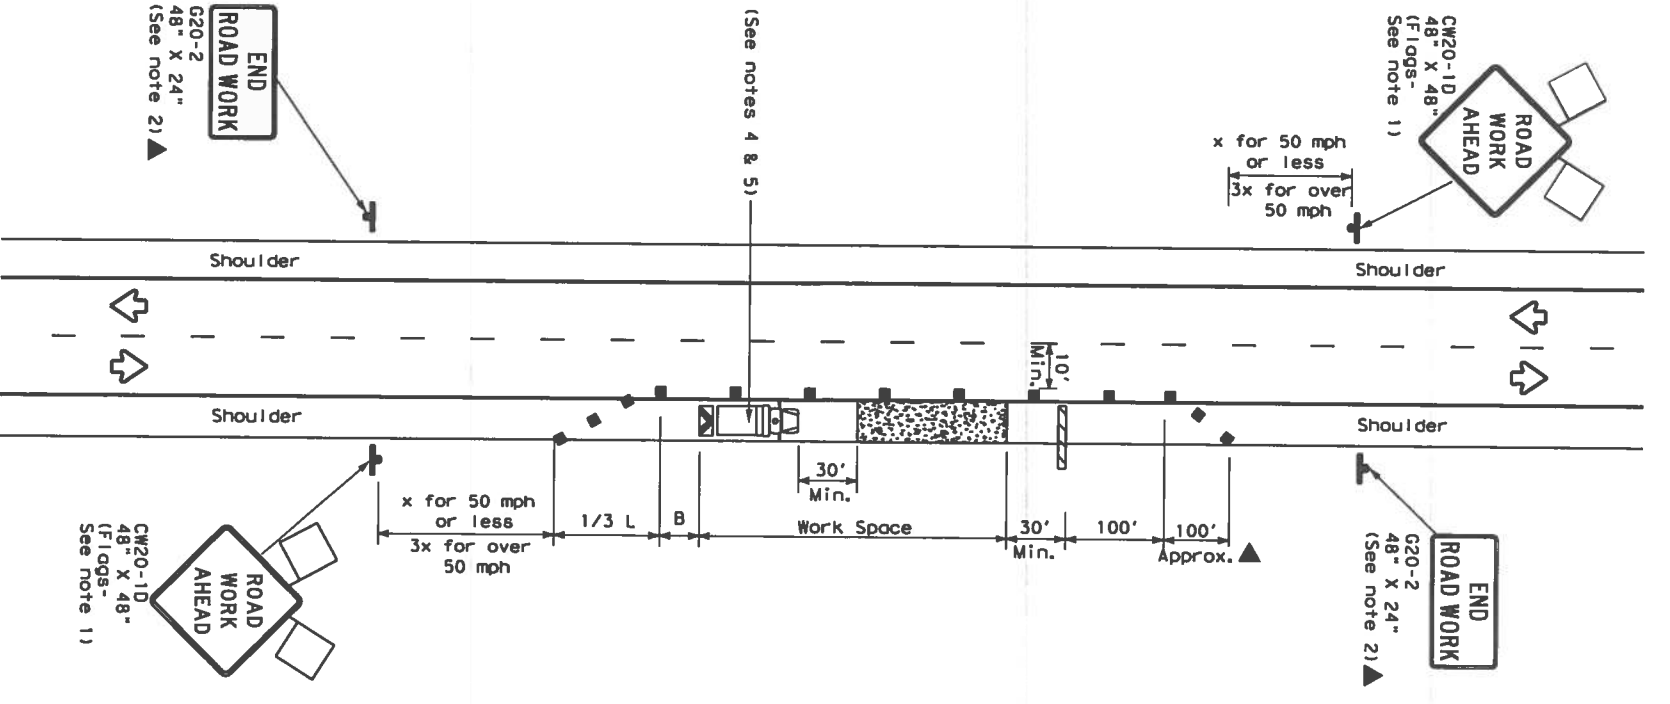 END
ROAD WORK
G20-2
48" X 24"
(See note 2)
(See notes 4 & 5)
x for 50 mph
or less
3x for over
50 mph
CW20-1D
48" X 48"
(Flags-
See note 1)
ROAD
WORK
AHEAD
Shoulder
Shoulder
10'
Min.
Shoulder
Shoulder
30'
Min.
x for 50 mph
or less
3x for over
50 mph
1/3 L
B
Work Space
30'
Min.
100'
100'
Approx.
ROAD
WORK
AHEAD
CW20-1D
48" X 48"
(Flags-
See note 1)
END
ROAD WORK
G20-2
48" X 24"
(See note 2)